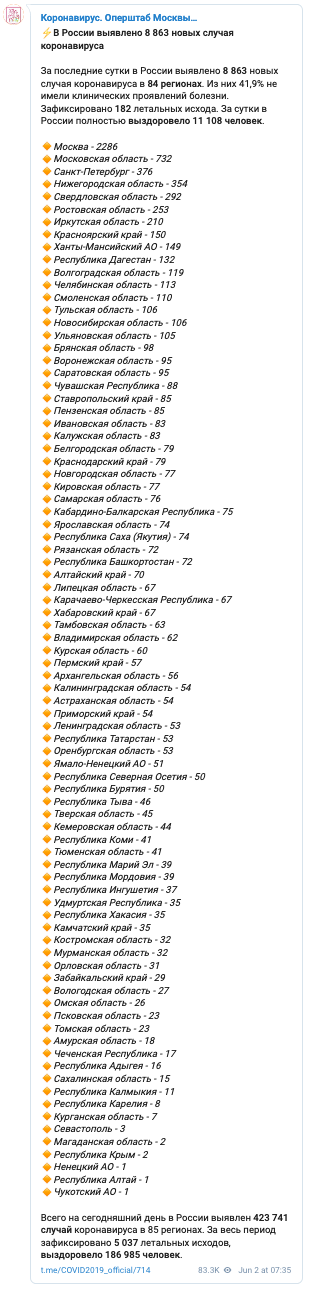 Коронавирус. Оперштаб Москвы…
⚡В России выявлено 8 863 новых случая
коронавируса
За последние сутки в России выявлено 8 863 новых
случая коронавируса в 84 регионах. Из них 41,9% не
имели клинических проявлений болезни.
Зафиксировано 182 летальных исхода. За сутки в
России полностью выздоровело 11 108 человек.
🔸Москва - 2286
🔸Московская область - 732
🔸Санкт-Петербург - 376
🔸Нижегородская область - 354
🔸Свердловская область - 292
🔸Ростовская область - 253
🔸Иркутская область - 210
🔸Красноярский край - 150
🔸Ханты-Мансийский АО - 149
🔸Республика Дагестан - 132
🔸Волгоградская область - 119
🔸Челябинская область - 113
🔸Смоленская область - 110
🔸Тульская область - 106
🔸Новосибирская область - 106
🔸Ульяновская область - 105
🔸Брянская область - 98
🔸Воронежская область - 95
🔸Саратовская область - 95
🔸Чувашская Республика - 88
🔸Ставропольский край - 85
🔸Пензенская область - 85
🔸Ивановская область - 83
🔸Калужская область - 83
🔸Белгородская область - 79
🔸Краснодарский край - 79
🔸Новгородская область - 77
🔸Кировская область - 77
🔸Самарская область - 76
🔸Кабардино-Балкарская Республика - 75
🔸Ярославская область - 74
🔸Республика Саха (Якутия) - 74
🔸Рязанская область - 72
🔸Республика Башкортостан - 72
🔸Алтайский край - 70
🔸Липецкая область - 67
🔸Карачаево-Черкесская Республика - 67
🔸Хабаровский край - 67
🔸Тамбовская область - 63
🔸Владимирская область - 62
🔸Курская область - 60
🔸Пермский край - 57
🔸Архангельская область - 56
🔸Калининградская область - 54
🔸Астраханская область - 54
🔸Приморский край - 54
🔸Ленинградская область - 53
🔸Республика Татарстан - 53
🔸Оренбургская область - 53
🔸Ямало-Ненецкий АО - 51
🔸Республика Северная Осетия - 50
🔸Республика Бурятия - 50
🔸Республика Тыва - 46
🔸Тверская область - 45
🔸Кемеровская область - 44
🔸Республика Коми - 41
🔸Тюменская область - 41
🔸Республика Марий Эл - 39
🔸Республика Мордовия - 39
🔸Республика Ингушетия - 37
🔸Удмуртская Республика - 35
🔸Республика Хакасия - 35
🔸Камчатский край - 35
🔸Костромская область - 32
🔸Мурманская область - 32
🔸Орловская область - 31
🔸Забайкальский край - 29
🔸Вологодская область - 27
🔸Омская область - 26
🔸Псковская область - 23
🔸Томская область - 23
🔸Амурская область - 18
🔸Чеченская Республика - 17
🔸Республика Адыгея - 16
🔸Сахалинская область - 15
🔸Республика Калмыкия - 11
🔸Республика Карелия - 8
🔸Курганская область - 7
🔸Севастополь - 3
🔸Магаданская область - 2
🔸Республика Крым - 2
🔸Ненецкий АО - 1
🔸Республика Алтай - 1
🔸Чукотский АО - 1
Всего на сегодняшний день в России выявлен 423 741
случай коронавируса в 85 регионах. За весь период
зафиксировано 5 037 летальных исходов,
выздоровело 186 985 человек.
t.me/COVID2019_official/714 83.3K Jun 2 at 07:35